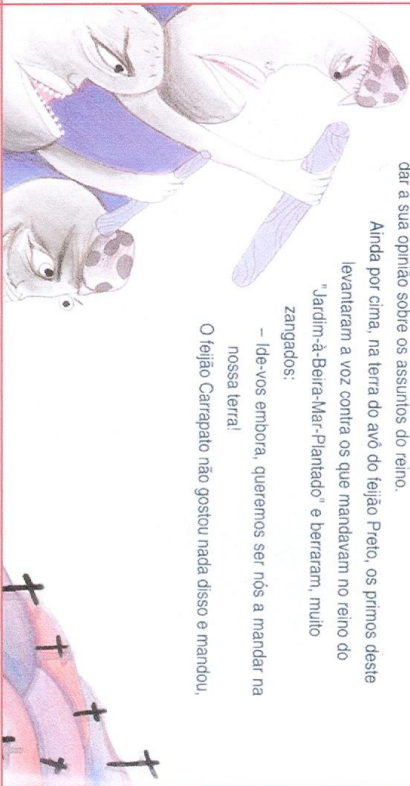 dar a sua opinião sobre os assuntos do reino.
Ainda por cima, na terra do avô do feijão Preto, os primos deste
levantaram a voz contra os que mandavam no reino do
"Jardim-à-Beira-Mar-Plantado" e berraram, muito
zangados:
– Ide-vos embora, queremos ser nós a mandar na
nossa terra!
O feijão Carrapato não gostou nada disso e mandou,